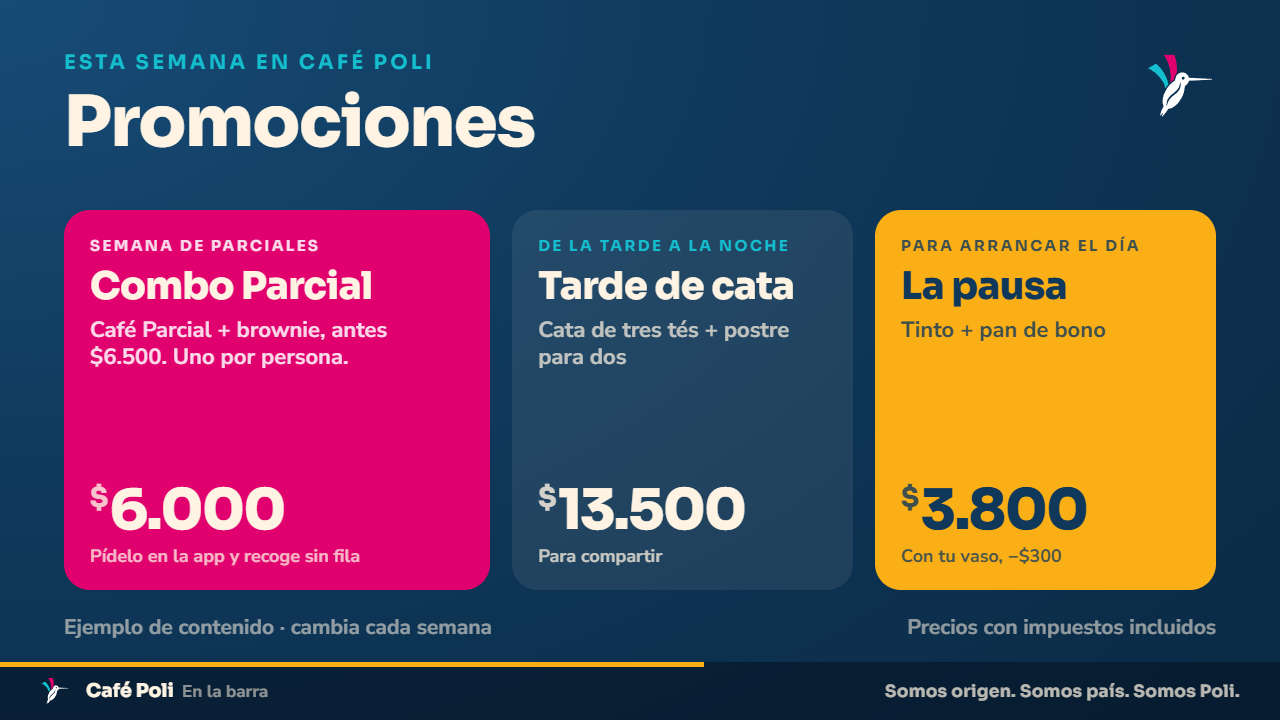 ESTA SEMANA EN CAFÉ POLI
Promociones
SEMANA DE PARCIALES
Combo Parcial
Café Parcial + brownie, antes
$6.500. Uno por persona.
$6.000
Pídelo en la app y recoge sin fila
DE LA TARDE A LA NOCHE
Tarde de cata
Cata de tres tés + postre
para dos
$13.500
Para compartir
PARA ARRANCAR EL DÍA
La pausa
Tinto + pan de bono
$3.800
Con tu vaso, −$300
Ejemplo de contenido · cambia cada semana
Precios con impuestos incluidos
Café Poli En la barra
Somos origen. Somos país. Somos Poli.